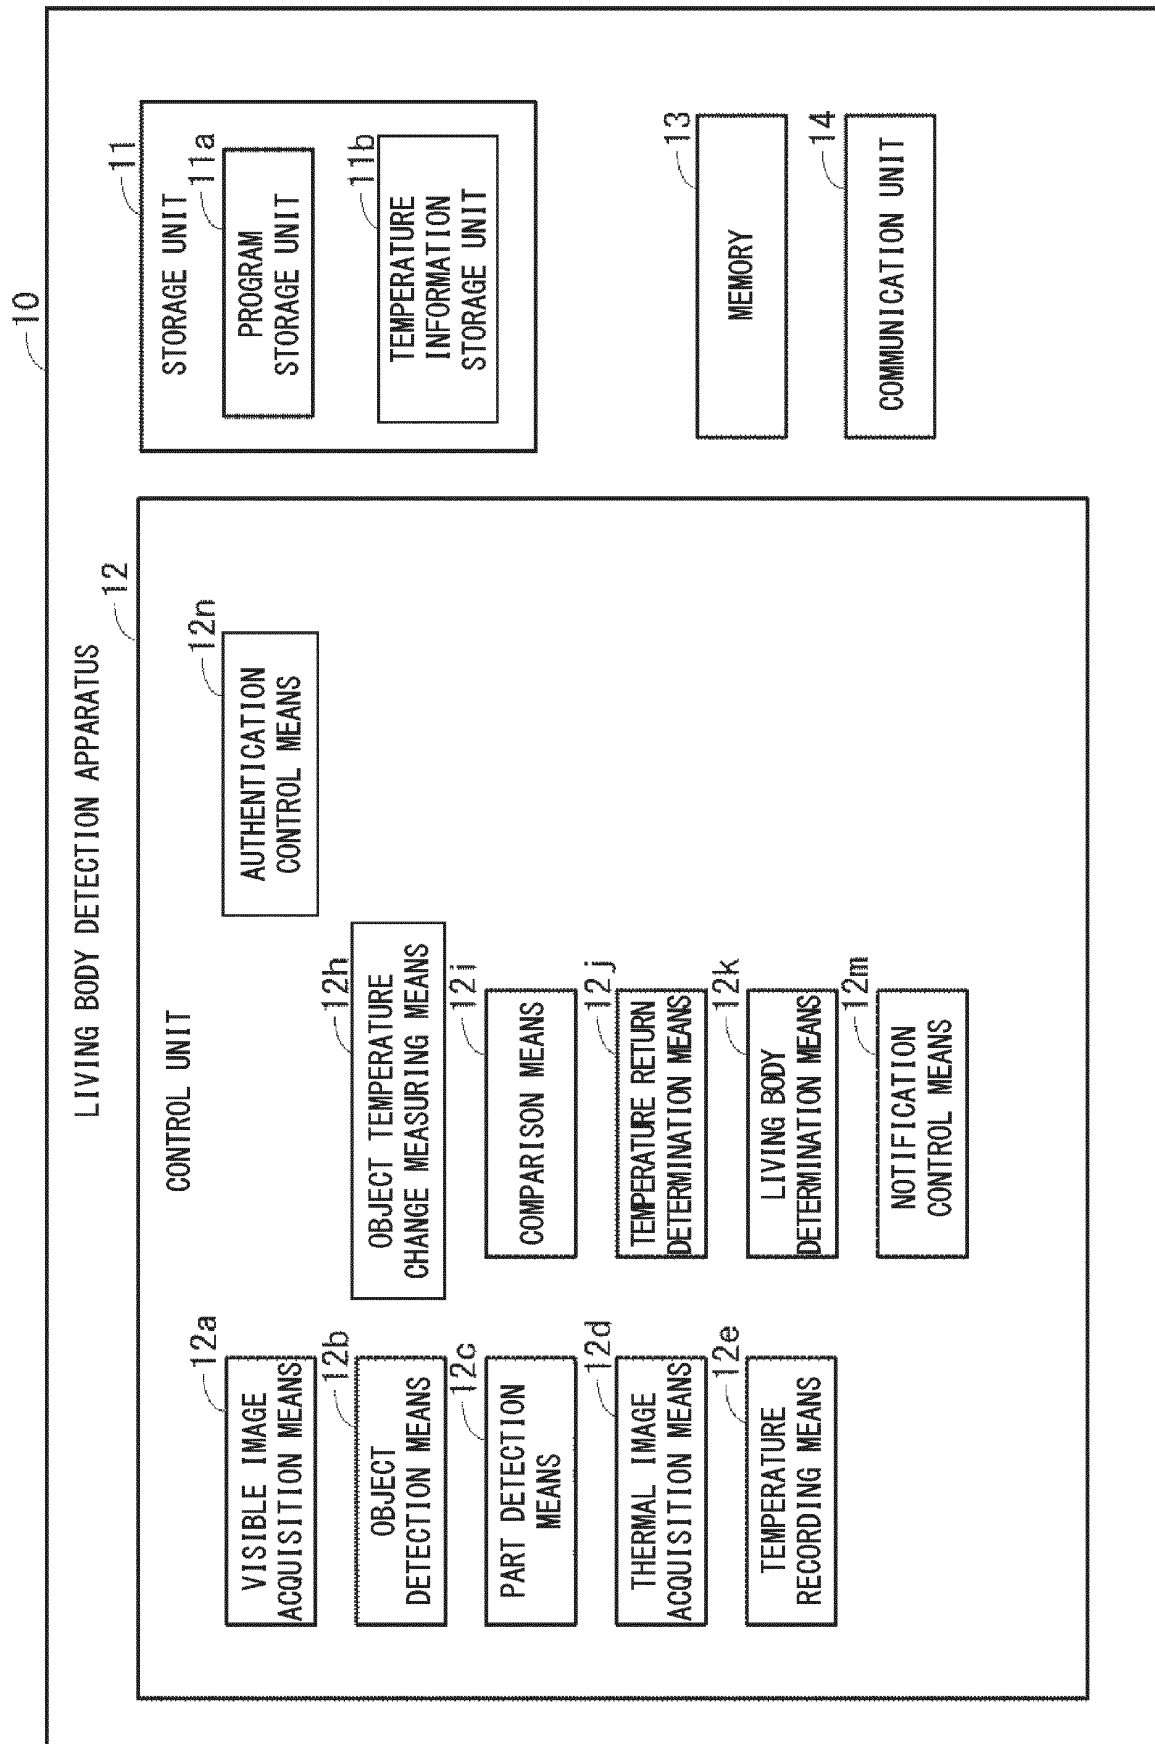 10
LIVING BODY DETECTION APPARATUS
12
CONTROL UNIT
12a
VISIBLE IMAGE
ACQUISITION MEANS
12b
OBJECT
DETECTION MEANS
12c
PART DETECTION
MEANS
12d
THERMAL IMAGE
ACQUISITION MEANS
12e
TEMPERATURE
RECORDING MEANS
12h
OBJECT TEMPERATURE
CHANGE MEASURING MEANS
12i
COMPARISON MEANS
12j
TEMPERATURE RETURN
DETERMINATION MEANS
12k
LIVING BODY
DETERMINATION MEANS
12m
NOTIFICATION
CONTROL MEANS
12n
AUTHENTICATION
CONTROL MEANS
11
STORAGE UNIT
11a
PROGRAM
STORAGE UNIT
11b
TEMPERATURE
INFORMATION
STORAGE UNIT
13
MEMORY
14
COMMUNICATION UNIT